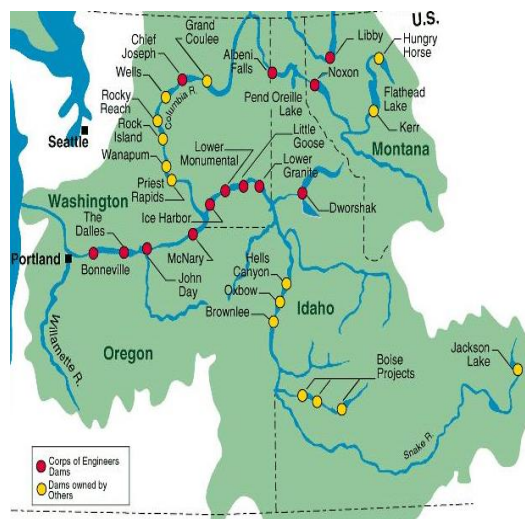 U.S.
Grand
Coulee
Chief
Joseph
Wells
Rocky
Reach
Rock
Island
Wanapum
Priest
Rapids
Columbia R.
Albeni
Falls
Pend Oreille
Lake
Libby
Noxon
Hungry
Horse
Flathead
Lake
Kerr
Montana
Seattle
Washington
Lower
Monumental
Little
Goose
Lower
Granite
Ice Harbor
Dworshak
The
Dalles
Portland
Bonneville
McNary
John
Day
Hells
Canyon
Oxbow
Brownlee
Idaho
Willamette R.
Oregon
Boise
Projects
Jackson
Lake
Snake R.
Corps of Engineers
Dams
Dams owned by
Others